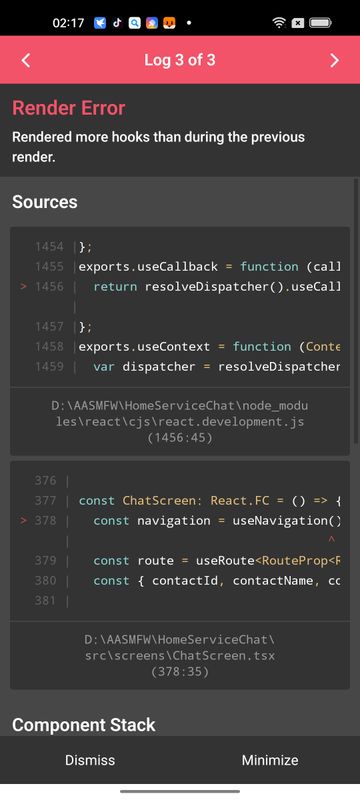 02:17
Log 3 of 3
Render Error
Rendered more hooks than during the previous
render.
Sources
1454 |};
1455 |exports.useCallback = function (call
> 1456 |  return resolveDispatcher().useCall
|
1457 |};
1458 |exports.useContext = function (Conte
1459 |  var dispatcher = resolveDispatcher
D:\AASMFW\HomeServiceChat\node_modu
les\react\cjs\react.development.js
(1456:45)
376 |
377 | const ChatScreen: React.FC = () => {
> 378 |   const navigation = useNavigation()
|                                  ^
379 |   const route = useRoute<RouteProp<R
380 |   const { contactId, contactName, co
381 |
D:\AASMFW\HomeServiceChat\
src\screens\ChatScreen.tsx
(378:35)
Component Stack
Dismiss
Minimize